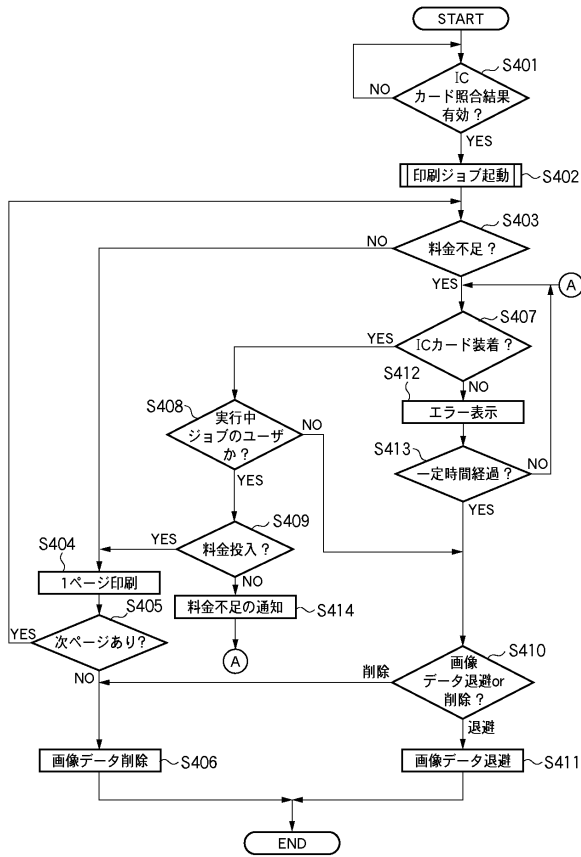 START
S401
IC
カード照合結果
有効？
NO
YES
印刷ジョブ起動
S402
S403
料金不足？
NO
YES
A
S407
ICカード装着？
YES
NO
S412
エラー表示
S408
実行中
ジョブのユーザ
か？
NO
YES
S413
一定時間経過？
NO
YES
S409
料金投入？
YES
NO
S404
1ページ印刷
料金不足の通知
S414
S405
次ページあり?
YES
NO
A
S410
画像
データ退避or
削除？
削除
退避
画像データ削除
S406
画像データ退避
S411
END